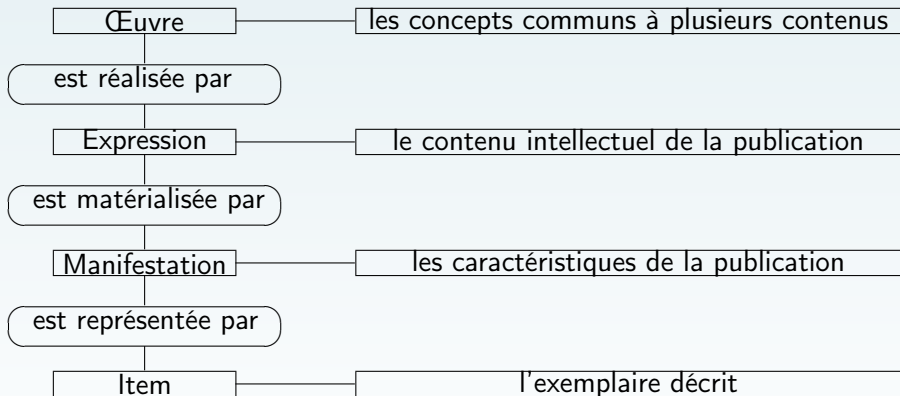 Œuvre
les concepts communs à plusieurs contenus
est réalisée par
Expression
le contenu intellectuel de la publication
est matérialisée par
Manifestation
les caractéristiques de la publication
est représentée par
Item
l'exemplaire décrit